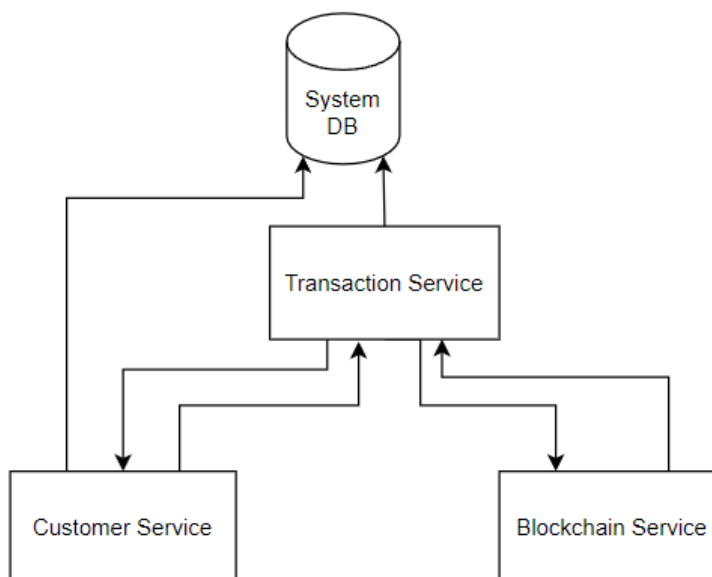 System
DB
Transaction Service
Customer Service
Blockchain Service